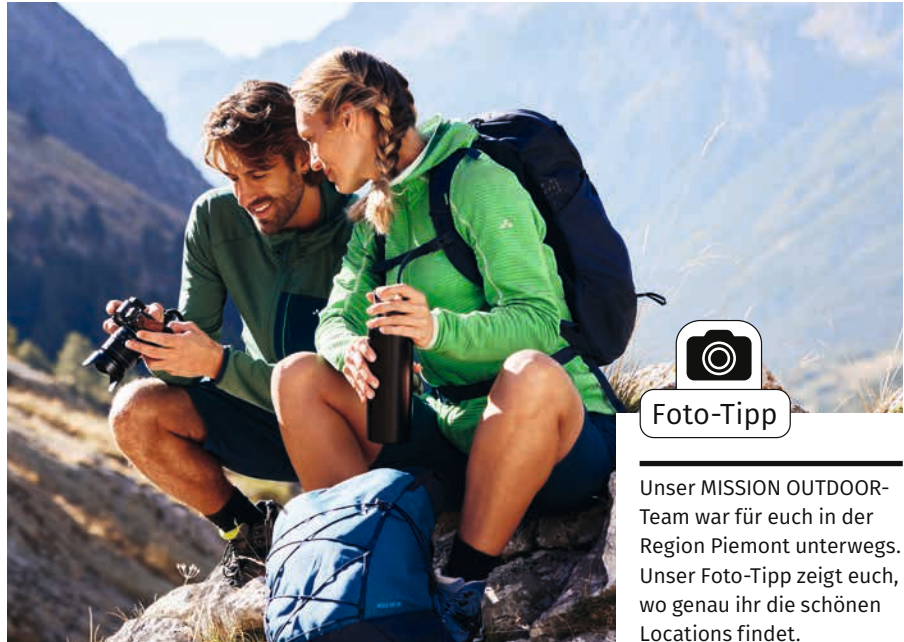 Foto-Tipp
Unser MISSION OUTDOOR-
Team war für euch in der
Region Piemont unterwegs.
Unser Foto-Tipp zeigt euch,
wo genau ihr die schönen
Locations findet.